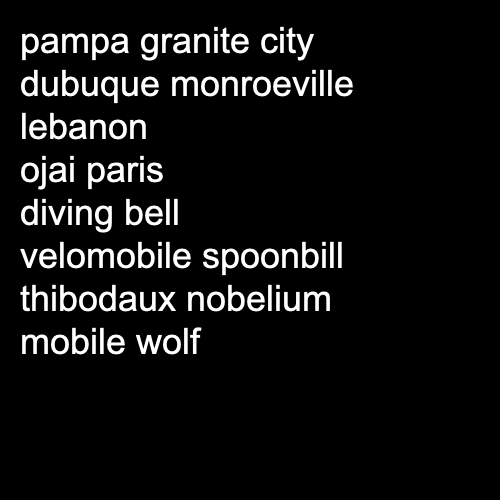 pampa granite city
dubuque monroeville
lebanon
ojai paris
diving bell
velomobile spoonbill
thibodaux nobelium
mobile wolf